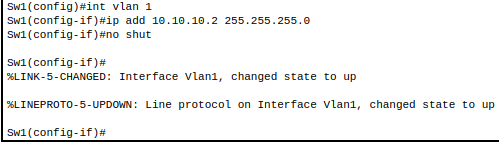 Sw1(config)#int vlan 1
Sw1(config-if)#ip add 10.10.10.2 255.255.255.0
Sw1(config-if)#no shut
Sw1(config-if)#
%LINK-5-CHANGED: Interface Vlan1, changed state to up
%LINEPROTO-5-UPDOWN: Line protocol on Interface Vlan1, changed state to up
Sw1(config-if)#